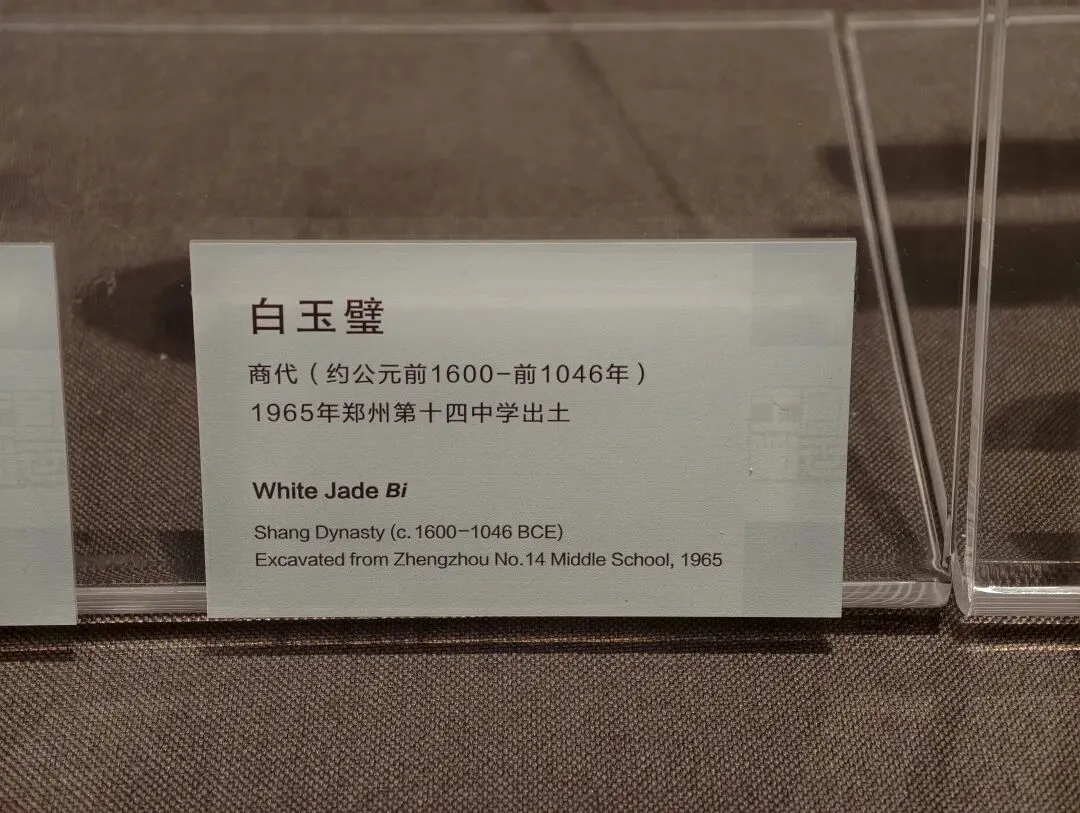 白玉璧
商代（约公元前1600-前1046年）
1965年郑州第十四中学出土
White Jade Bi
Shang Dynasty (c. 1600-1046 BCE)
Excavated from Zhengzhou No.14 Middle School, 1965